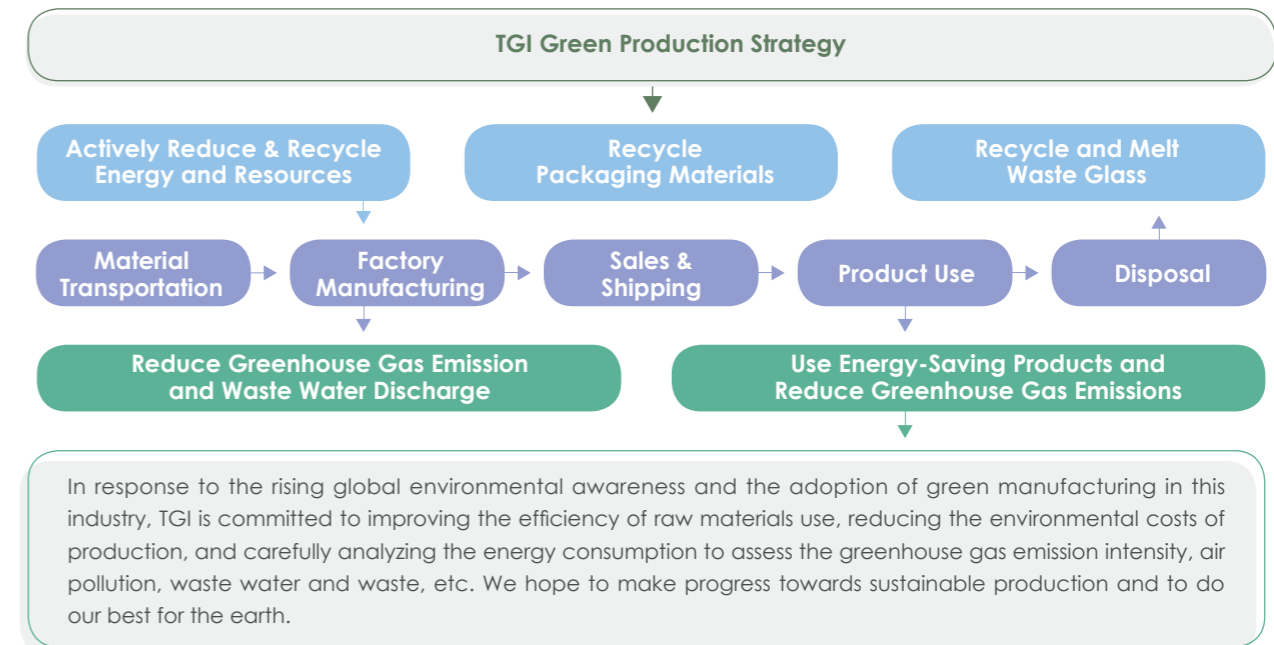 TGI Green Production Strategy
Actively Reduce & Recycle
Energy and Resources
Recycle
Packaging Materials
Recycle and Melt
Waste Glass
Material
Transportation
Factory
Manufacturing
Sales &
Shipping
Product Use
Disposal
Reduce Greenhouse Gas Emission
and Waste Water Discharge
Use Energy-Saving Products and
Reduce Greenhouse Gas Emissions
In response to the rising global environmental awareness and the adoption of green manufacturing in this
industry, TGI is committed to improving the efficiency of raw materials use, reducing the environmental costs of
production, and carefully analyzing the energy consumption to assess the greenhouse gas emission intensity, air
pollution, waste water and waste, etc. We hope to make progress towards sustainable production and to do
our best for the earth.